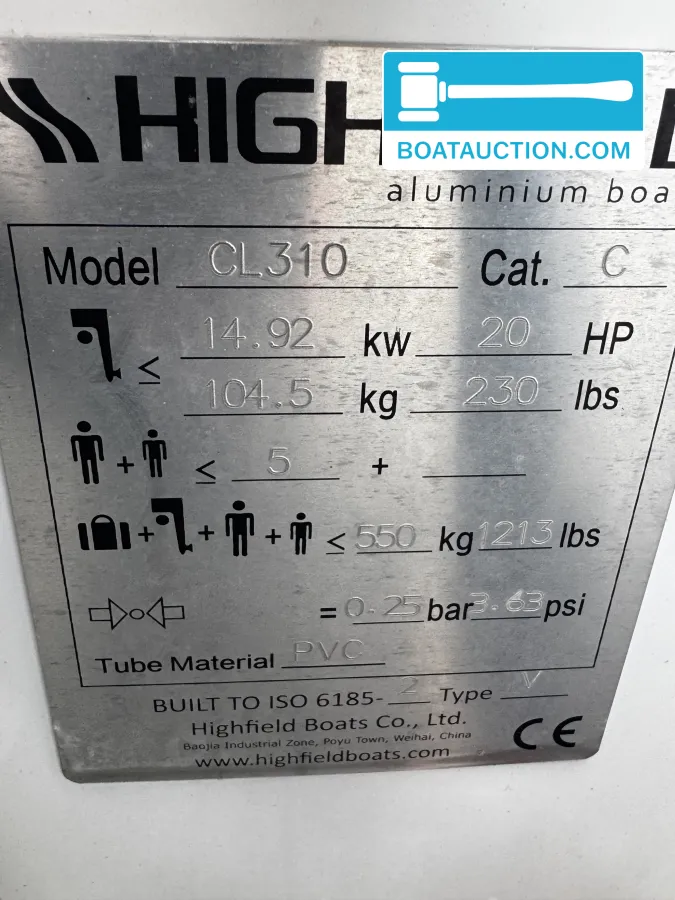 HIGH
BOATAUCTION.COM
aluminium boa
Model CL310 Cat. C
≤ 14.92 kw 20 HP
104.5 kg 230 lbs
+ ≤ 5 +
+ + + ≤ 550 kg 1213 lbs
= 0.25 bar 3.63 psi
Tube Material PVC
BUILT TO ISO 6185- 2 Type V
Highfield Boats Co., Ltd.
Baojia Industrial Zone, Poyu Town, Weihai, China
www.highfieldboats.com
CE